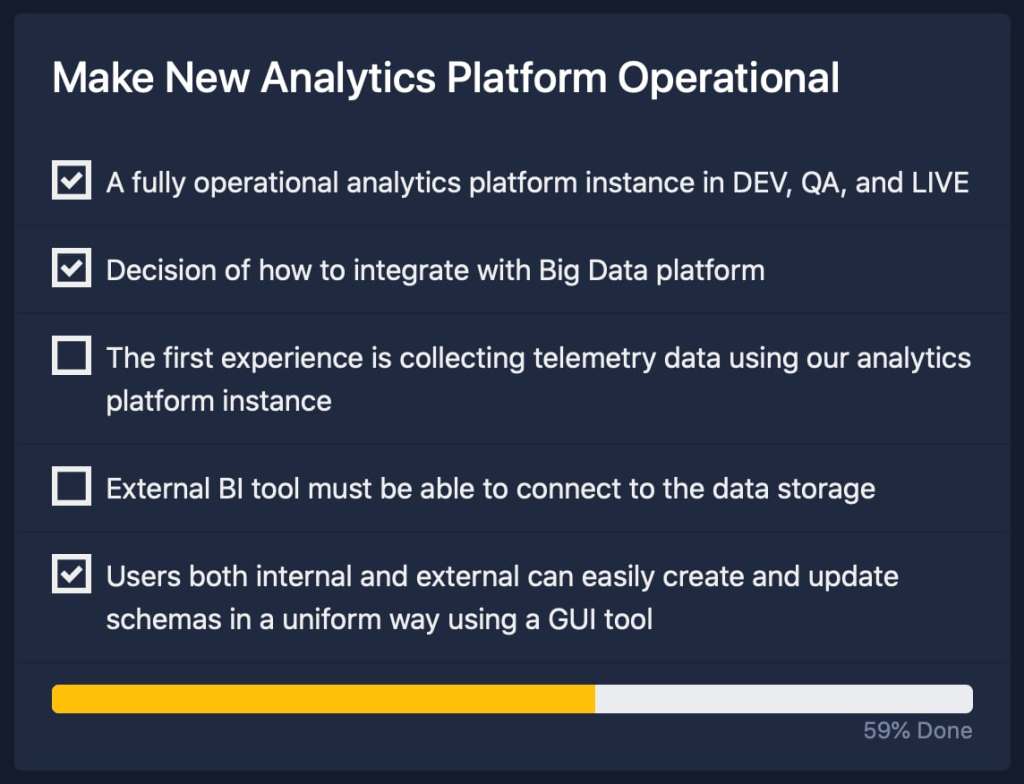 Make New Analytics Platform Operational
A fully operational analytics platform instance in DEV, QA, and LIVE
Decision of how to integrate with Big Data platform
The first experience is collecting telemetry data using our analytics
platform instance
External BI tool must be able to connect to the data storage
Users both internal and external can easily create and update
schemas in a uniform way using a GUI tool
59% Done